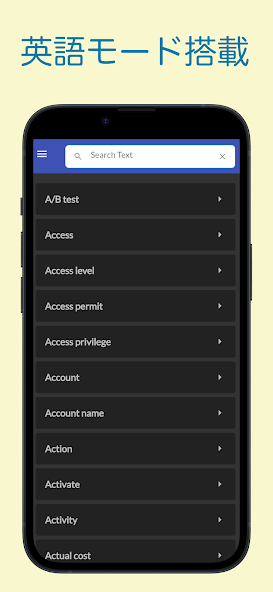 英語モード搭載
Search Text
A/B test
Access
Access level
Access permit
Access privilege
Account
Account name
Action
Activate
Activity
Actual cost